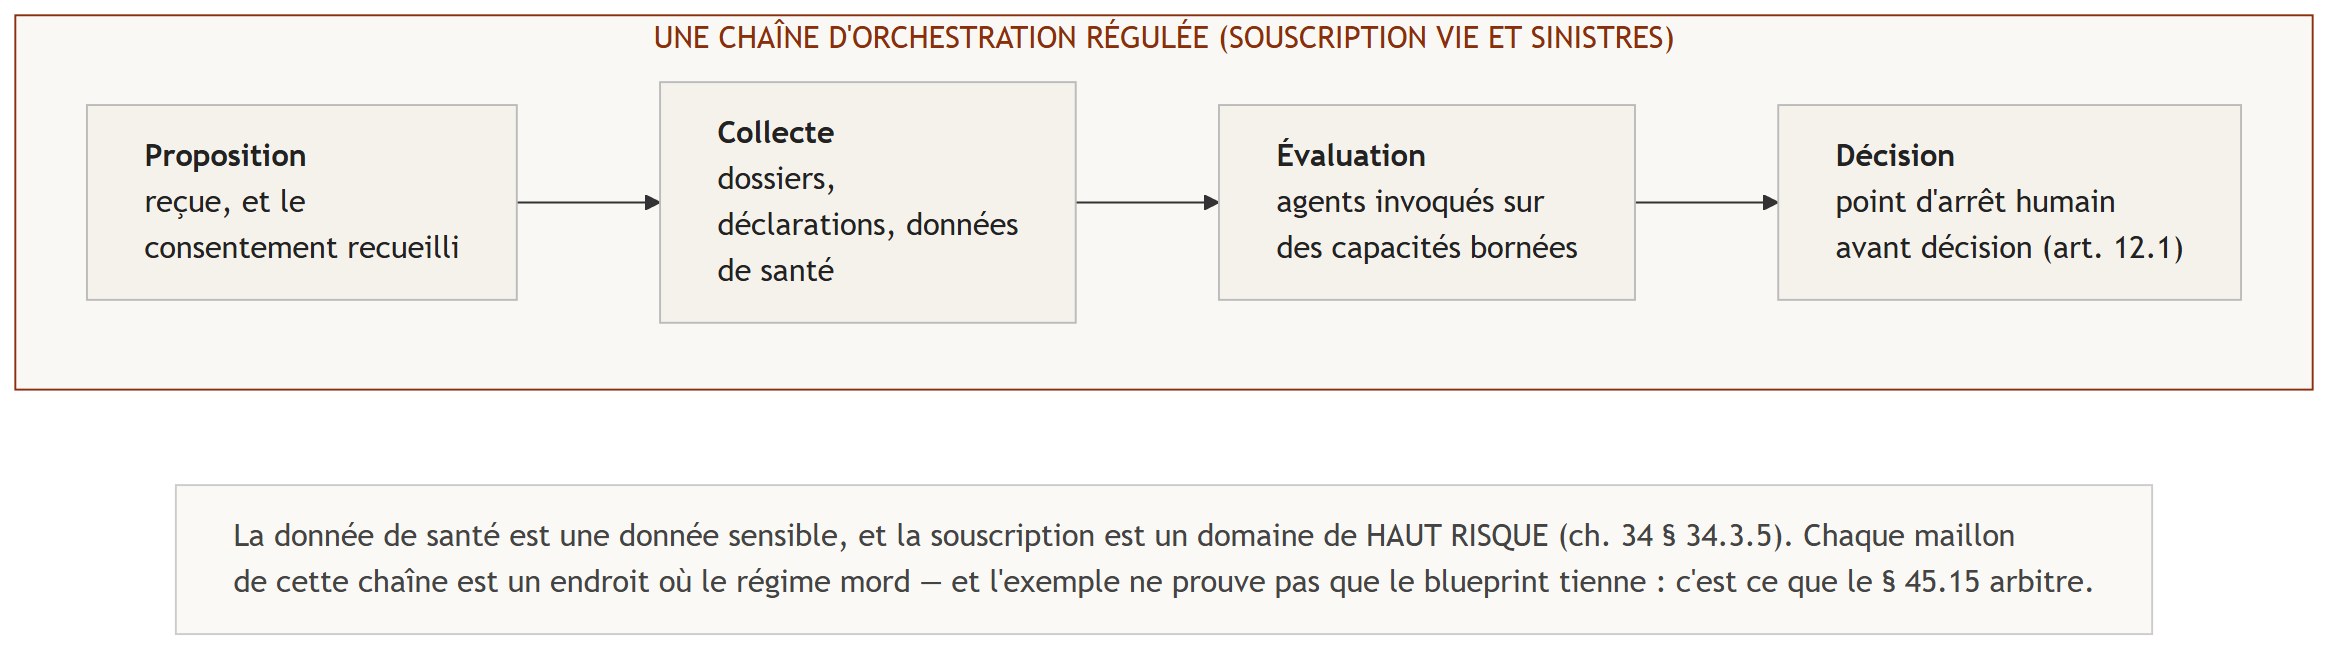 UNE CHAÎNE D'ORCHESTRATION RÉGULÉE (SOUSCRIPTION VIE ET SINISTRES)
Proposition
reçue, et le
consentement recueilli
Collecte
dossiers,
déclarations, données
de santé
Évaluation
agents invoqués sur
des capacités bornées
Décision
point d'arrêt humain
avant décision (art. 12.1)
La donnée de santé est une donnée sensible, et la souscription est un domaine de HAUT RISQUE (ch. 34 § 34.3.5). Chaque maillon
de cette chaîne est un endroit où le régime mord — et l'exemple ne prouve pas que le blueprint tienne : c'est ce que le § 45.15 arbitre.